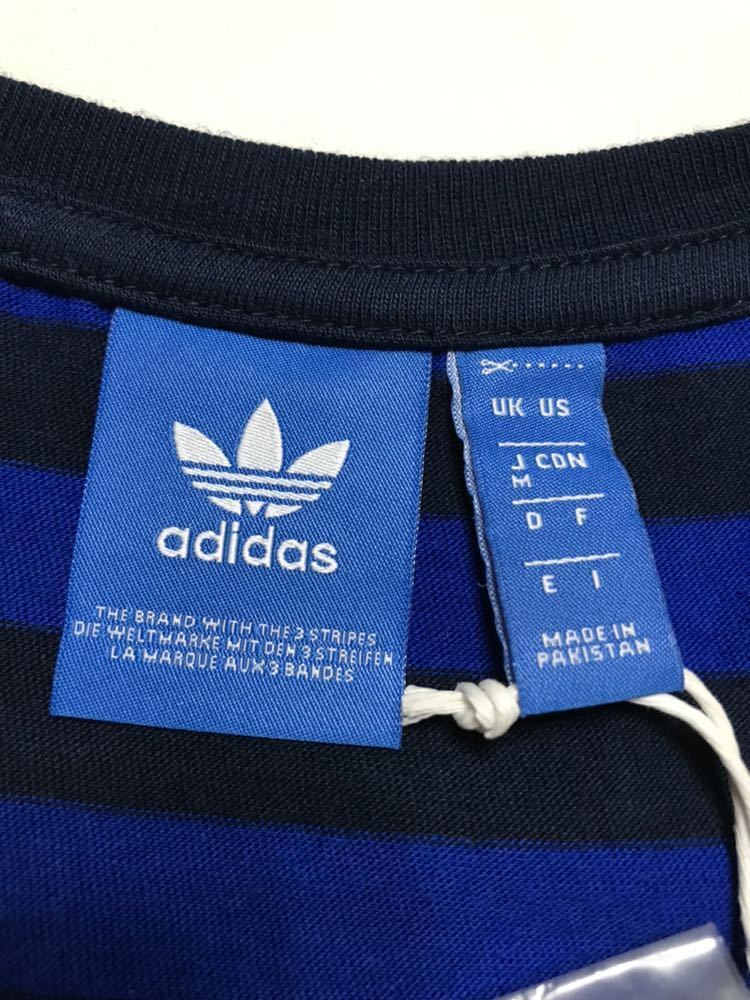 adidas
THE BRAND WITH THE 3 STRIPES
DIE WELTMARKE MIT DEN 3 STREIFEN
LA MARQUE AUX 3 BANDES
UK US
J CDN
M
D F
E I
MADE IN
PAKISTAN